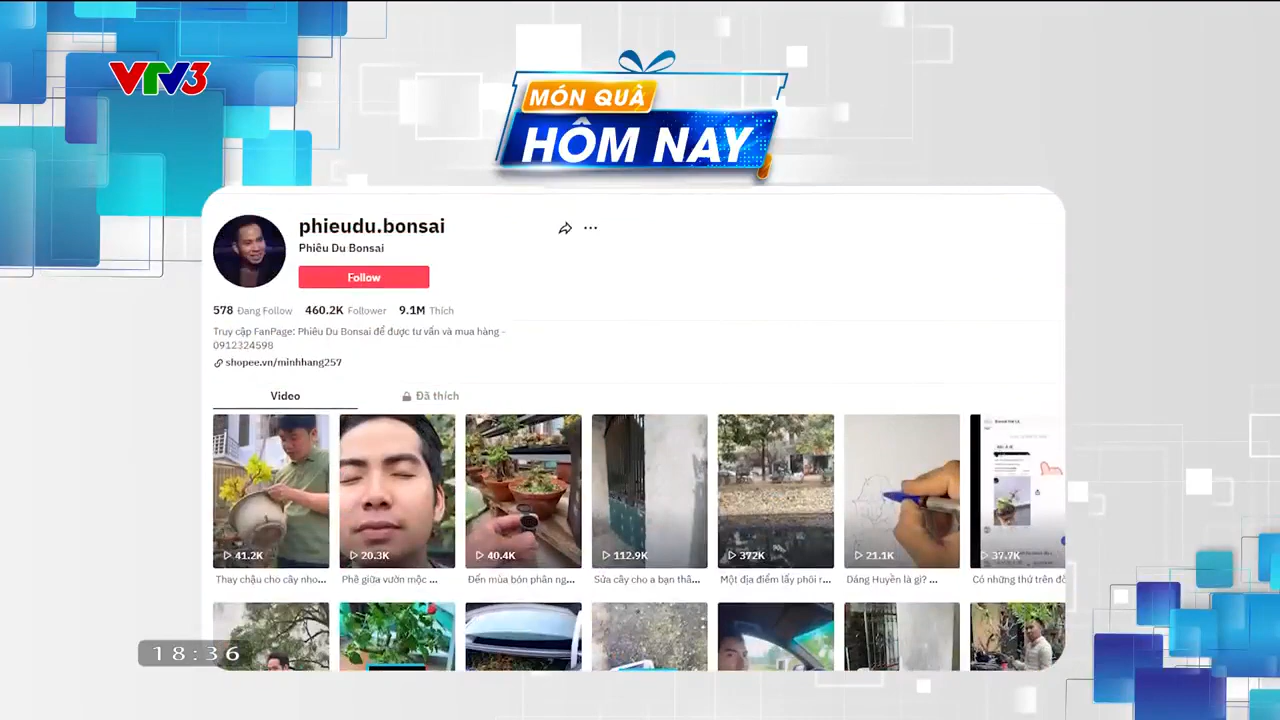 VTV3
MÓN QUÀ
HÔM NAY
phieudu.bonsai
Phiêu Du Bonsai
Follow
578 Đang Follow 460.2K Follower 9.1M Thích
Truy cập FanPage: Phiêu Du Bonsai để được tư vấn và mua hàng -
0912324598
shopee.vn/minhhang257
Video Đã thích
41.2K 20.3K 40.4K 112.9K 372K 21.1K 37.7K
Thay chậu cho cây nho... Phê giữa vườn mộc ... Đến mùa bón phân ng... Sửa cây cho a bạn thâ... Một địa điểm lấy phôi r... Dáng Huyền là gì? ... Có những thứ trên đờ
18:36